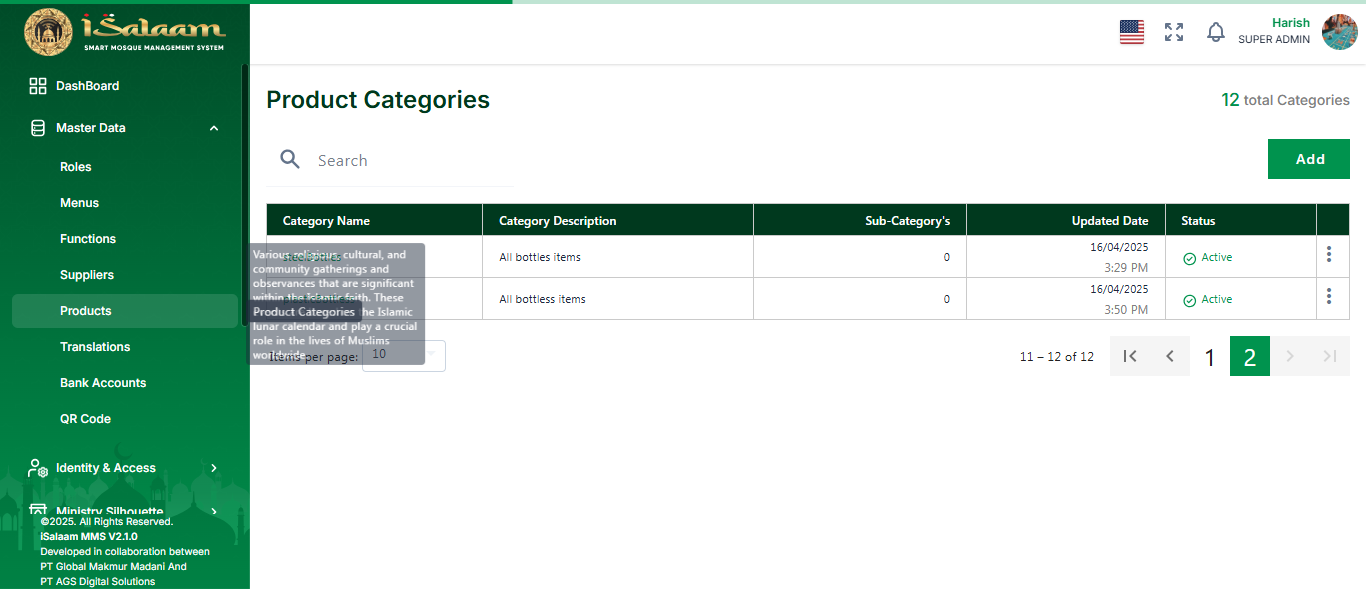 iSalaam
SMART MOSQUE MANAGEMENT SYSTEM
Harish
SUPER ADMIN
DashBoard
Master Data
Roles
Menus
Functions
Suppliers
Products
Translations
Bank Accounts
QR Code
Identity & Access
Ministry Silhouette
©2025. All Rights Reserved.
iSalaam MMS V2.1.0
Developed in collaboration between
PT Global Makmur Madani And
PT AGS Digital Solutions
Product Categories
12 total Categories
Search
Add
Category Name Category Description Sub-Category's Updated Date Status
All bottles items 0 16/04/2025 Active
3:29 PM
All bottless items 0 16/04/2025 Active
3:50 PM
Various religious, cultural, and
community gatherings and
observances that are significant
within the Islamic faith. These
Product Categories the Islamic
lunar calendar and play a crucial
role in the lives of Muslims
worldwide
Items per page: 10
11 – 12 of 12 1 2